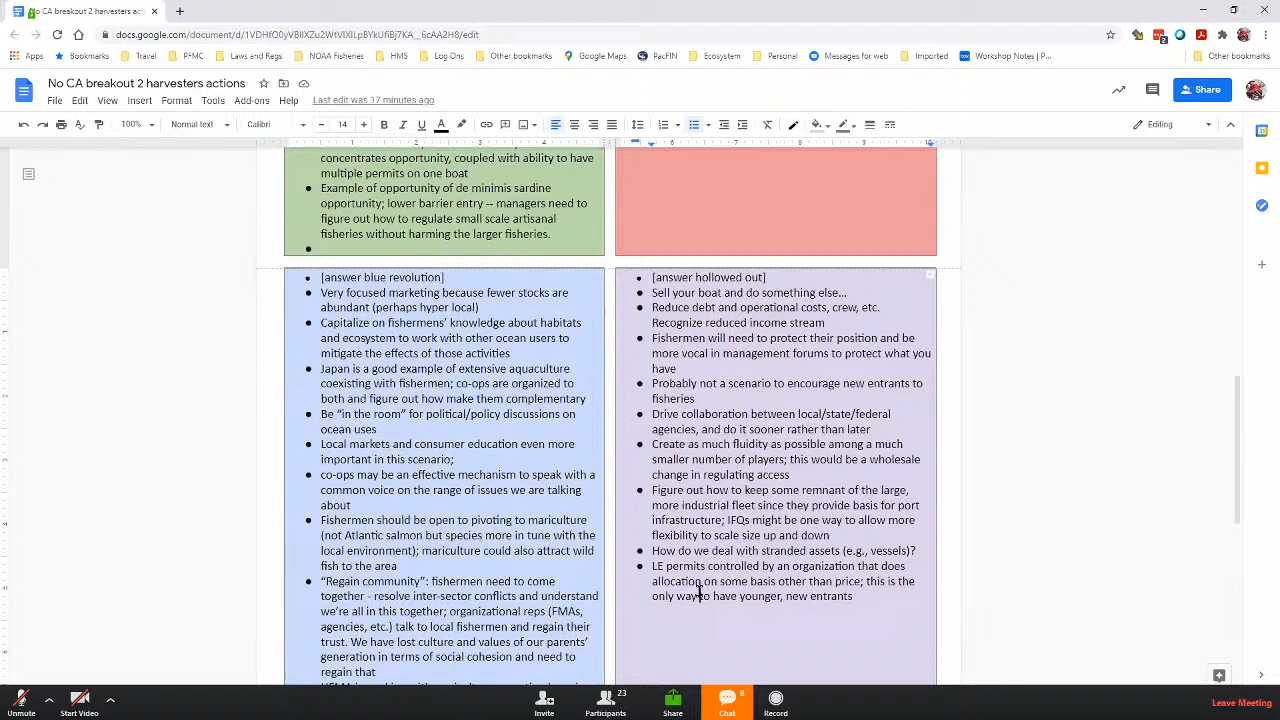 No CA breakout 2 harvesters acti
docs.google.com/document/d/
Apps
Bookmarks
Travel
PFMC
Laws and Regs
NOAA Fisheries
HMS
Log Ons
Other bookmarks
Google Maps
PacFIN
Ecosystem
Personal
Messages for web
Imported
Workshop Notes | P...
Other bookmarks
No CA breakout 2 harvesters actions
File Edit View Insert Format Tools Add-ons Help
Last edit was 17 minutes ago
Share
100%
Normal text
Calibri
14
Editing
concentrates opportunity, coupled with ability to have
multiple permits on one boat
● Example of opportunity of de minimis sardine
opportunity; lower barrier entry -- managers need to
figure out how to regulate small scale artisanal
fisheries without harming the larger fisheries.
●
● [answer blue revolution]
● Very focused marketing because fewer stocks are
abundant (perhaps hyper local)
● Capitalize on fishermens’ knowledge about habitats
and ecosystem to work with other ocean users to
mitigate the effects of those activities
● Japan is a good example of extensive aquaculture
coexisting with fishermen; co-ops are organized to
both and figure out how make them complementary
● Be “in the room” for political/policy discussions on
ocean uses
● Local markets and consumer education even more
important in this scenario;
● co-ops may be an effective mechanism to speak with a
common voice on the range of issues we are talking
about
● Fishermen should be open to pivoting to mariculture
(not Atlantic salmon but species more in tune with the
local environment); mariculture could also attract wild
fish to the area
● “Regain community”: fishermen need to come
together - resolve inter-sector conflicts and understand
we’re all in this together; organizational reps (FMAs,
agencies, etc.) talk to local fishermen and regain their
trust. We have lost culture and values of our parents’
generation in terms of social cohesion and need to
regain that
● [answer hollowed out]
● Sell your boat and do something else…
● Reduce debt and operational costs, crew, etc.
Recognize reduced income stream
● Fishermen will need to protect their position and be
more vocal in management forums to protect what you
have
● Probably not a scenario to encourage new entrants to
fisheries
● Drive collaboration between local/state/federal
agencies, and do it sooner rather than later
● Create as much fluidity as possible among a much
smaller number of players; this would be a wholesale
change in regulating access
● Figure out how to keep some remnant of the large,
more industrial fleet since they provide basis for port
infrastructure; IFQs might be one way to allow more
flexibility to scale size up and down
● How do we deal with stranded assets (e.g., vessels)?
● LE permits controlled by an organization that does
allocation on some basis other than price; this is the
only way to have younger, new entrants
Unmute
Start Video
Invite
Participants
23
Share
Chat
8
Record
Leave Meeting